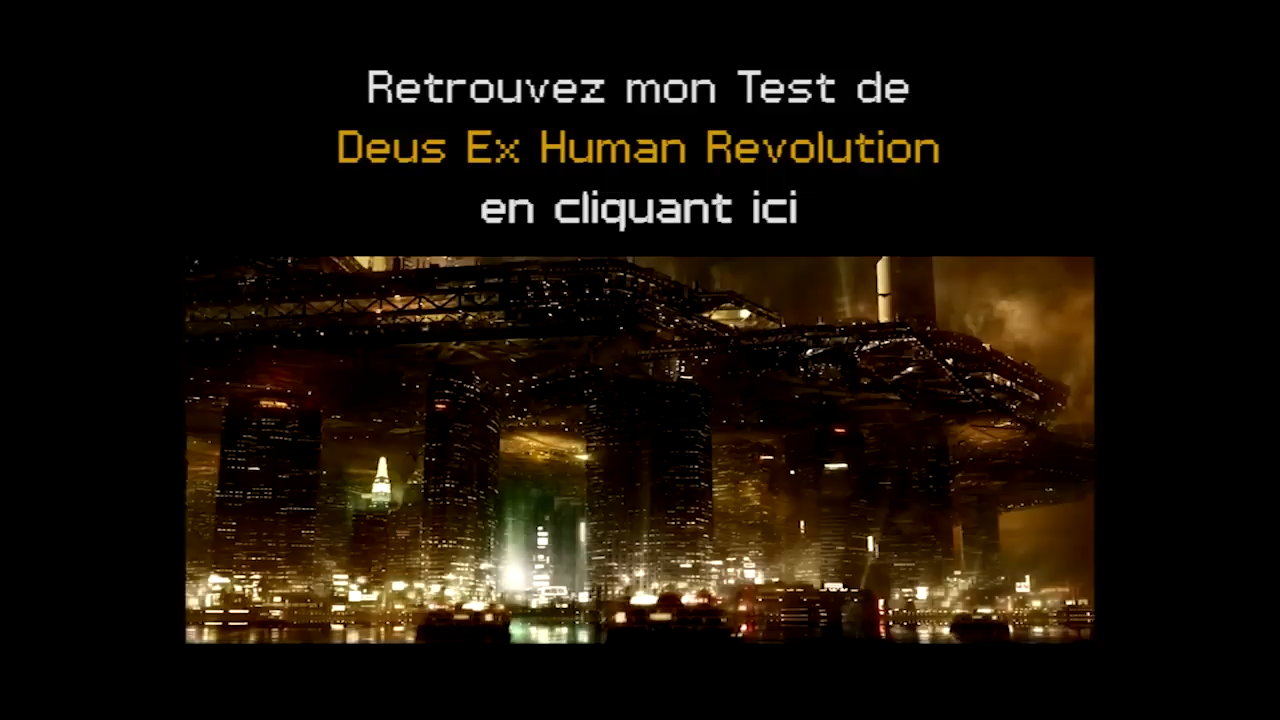 Retrouvez mon Test de
Deus Ex Human Revolution
en cliquant ici